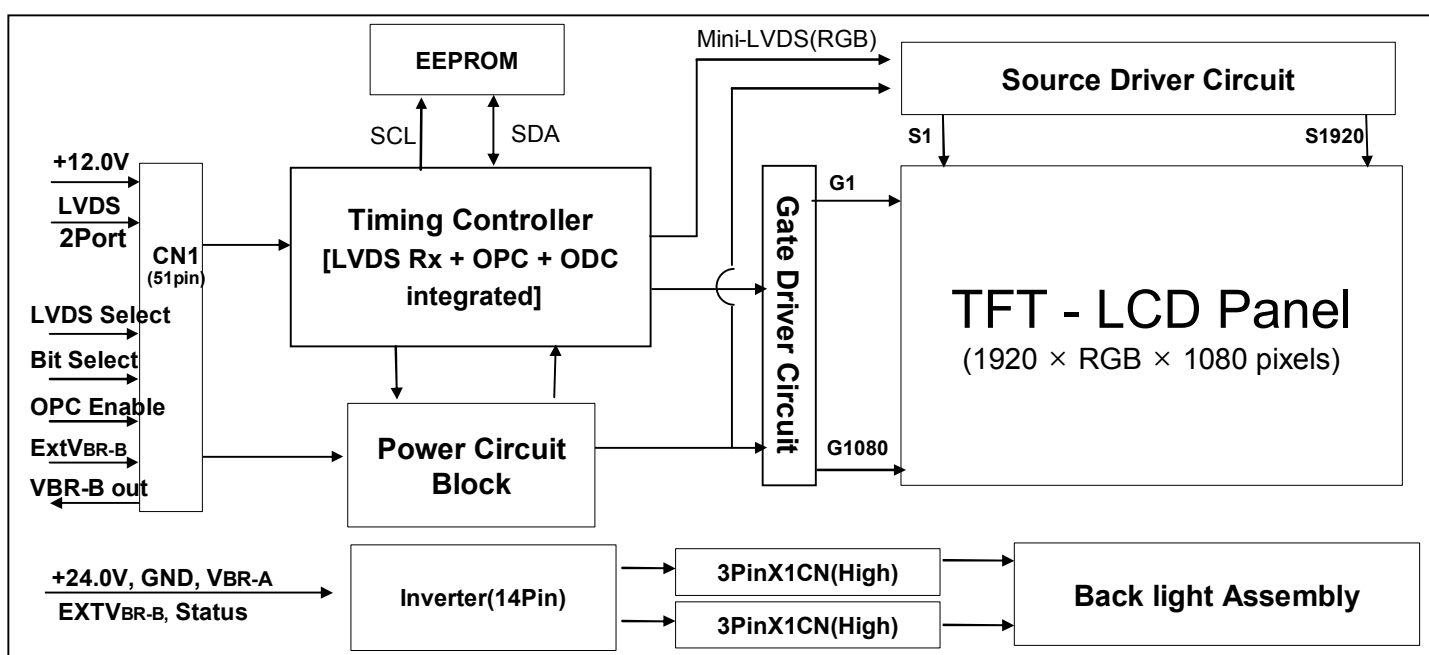 Mini-LVDS(RGB)
EEPROM
Source Driver Circuit
SCL
SDA
S1
S1920
+12.0V
LVDS
2Port
CN1
(51pin)
LVDS Select
Bit Select
OPC Enable
ExtVBR-B
VBR-B out
Timing Controller
[LVDS Rx + OPC + ODC
integrated]
Power Circuit
Block
Gate Driver Circuit
G1
G1080
TFT - LCD Panel
(1920 × RGB × 1080 pixels)
+24.0V, GND, VBR-A
EXTVBR-B, Status
Inverter(14Pin)
3PinX1CN(High)
3PinX1CN(High)
Back light Assembly